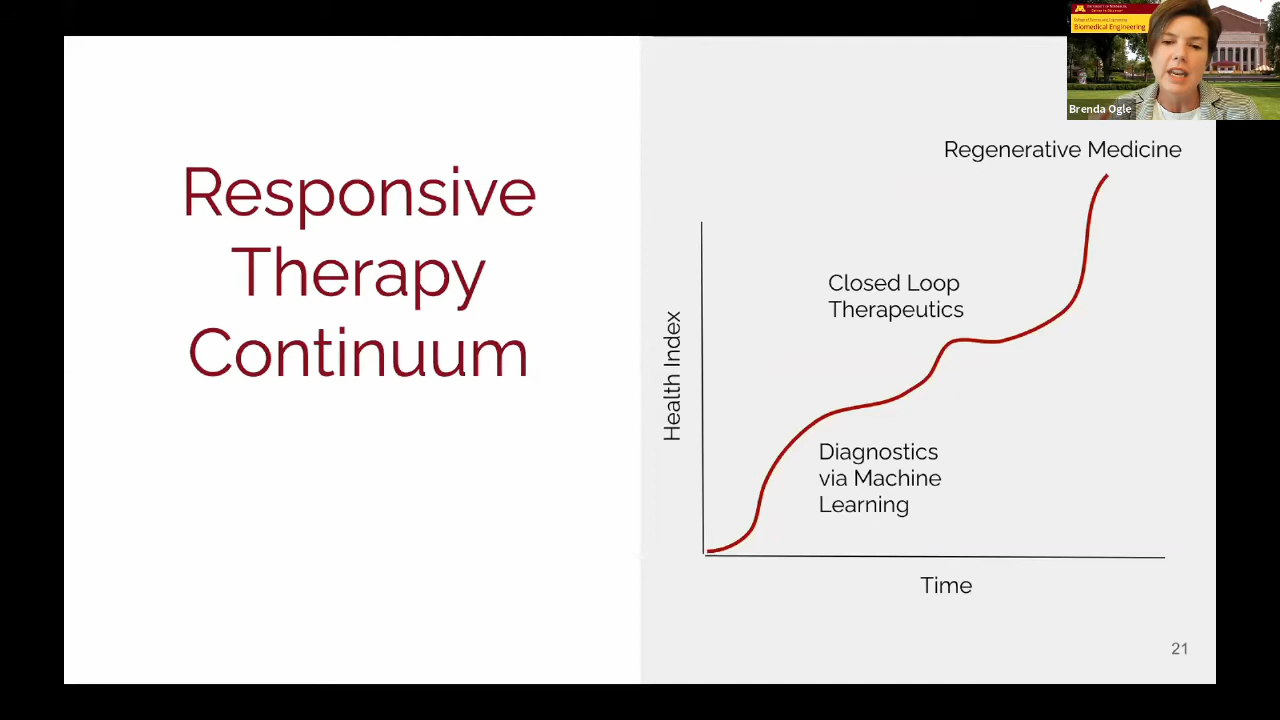 Biomedical Engineering
Brenda Ogle
Responsive
Therapy
Continuum
Regenerative Medicine
Closed Loop
Therapeutics
Health Index
Diagnostics
via Machine
Learning
Time
21